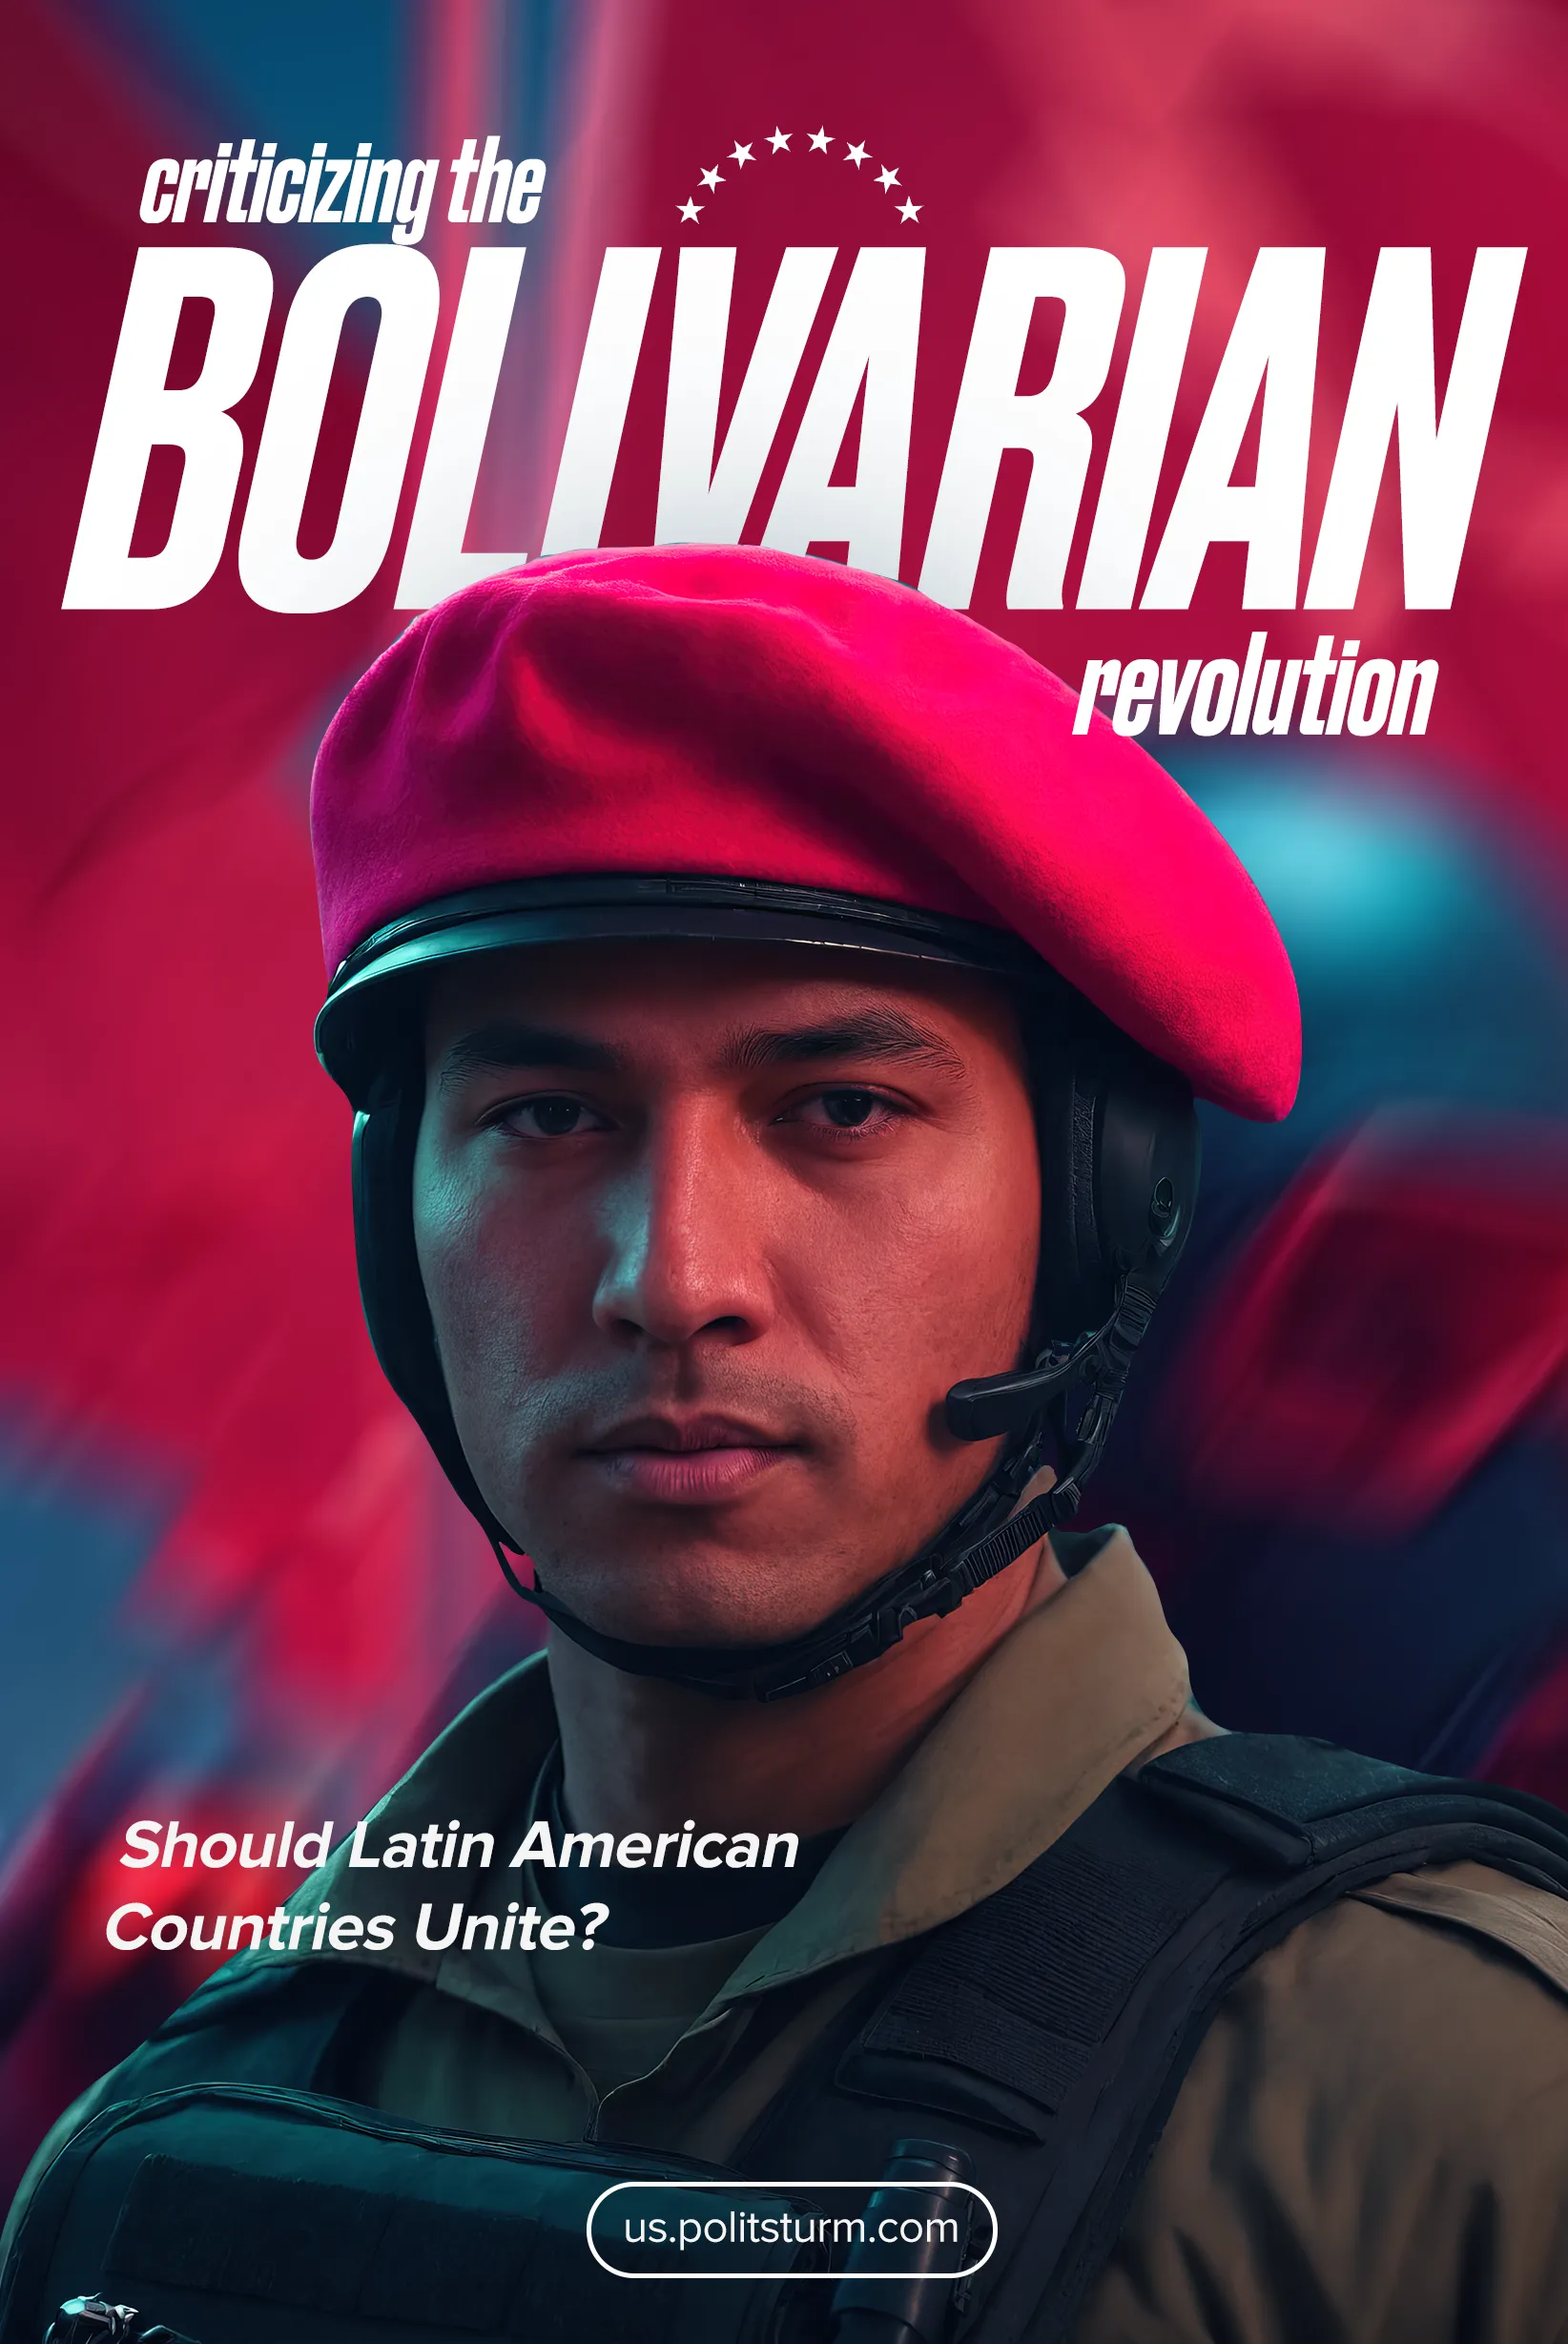 criticizing the
BOLIVARIAN
revolution
Should Latin American
Countries Unite?
us.politsturm.com